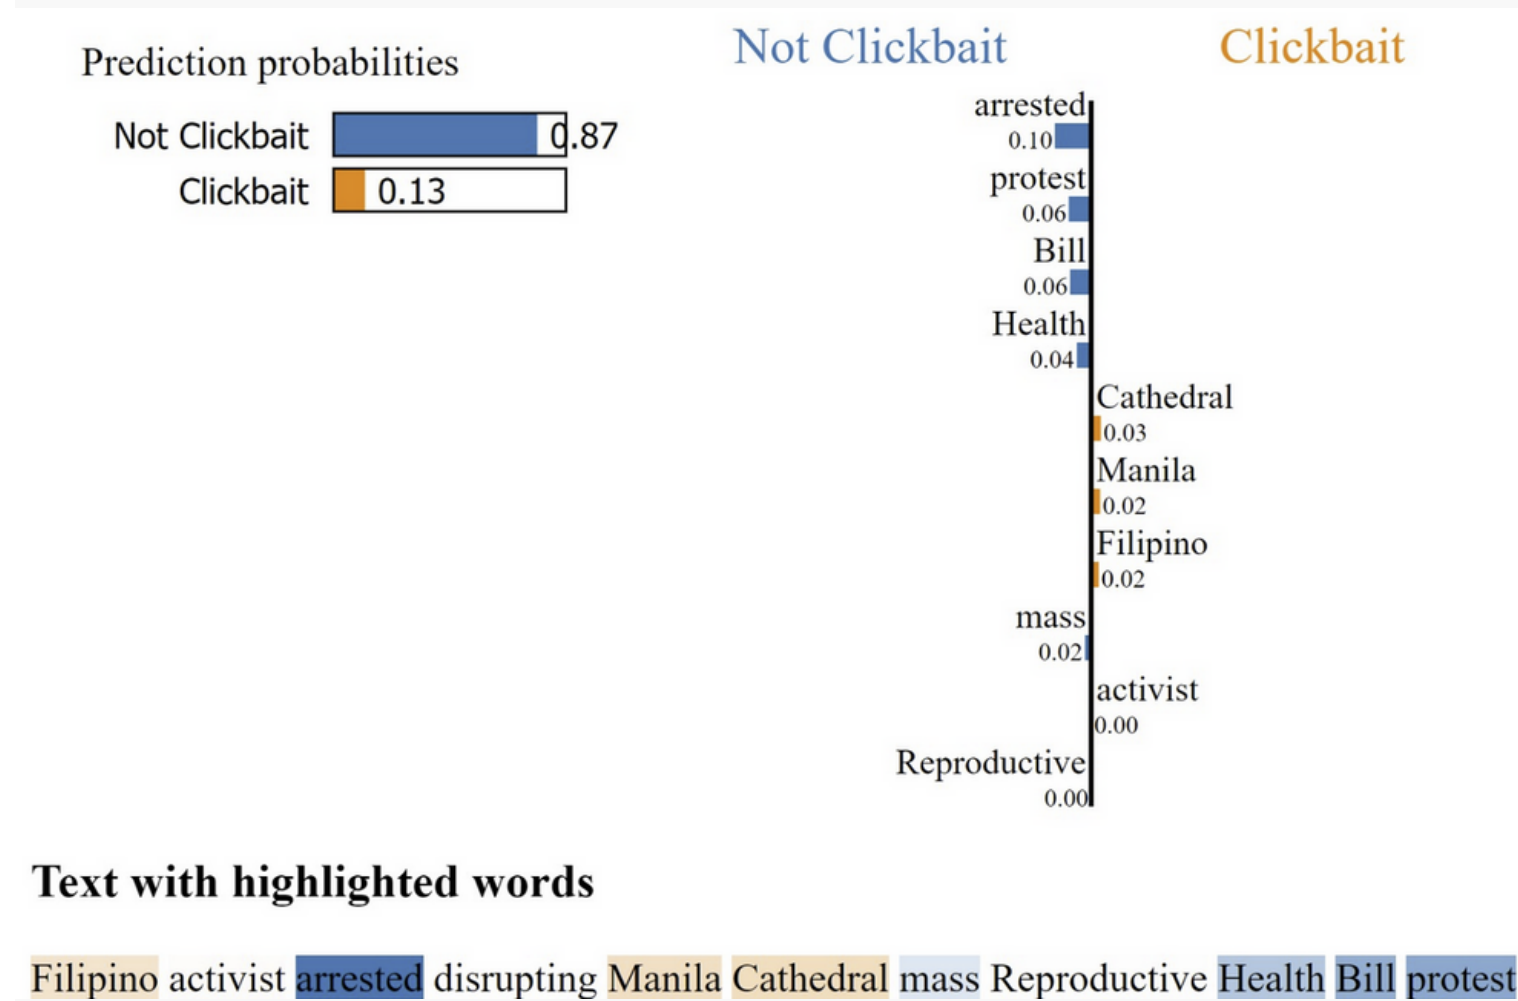 Prediction probabilities
Not Clickbait 0.87
Clickbait 0.13
Not Clickbait Clickbait
arrested
0.10
protest
0.06
Bill
0.06
Health
0.04
Cathedral
0.03
Manila
0.02
Filipino
0.02
mass
0.02
activist
0.00
Reproductive
0.00
Text with highlighted words
Filipino activist arrested disrupting Manila Cathedral mass Reproductive Health Bill protest